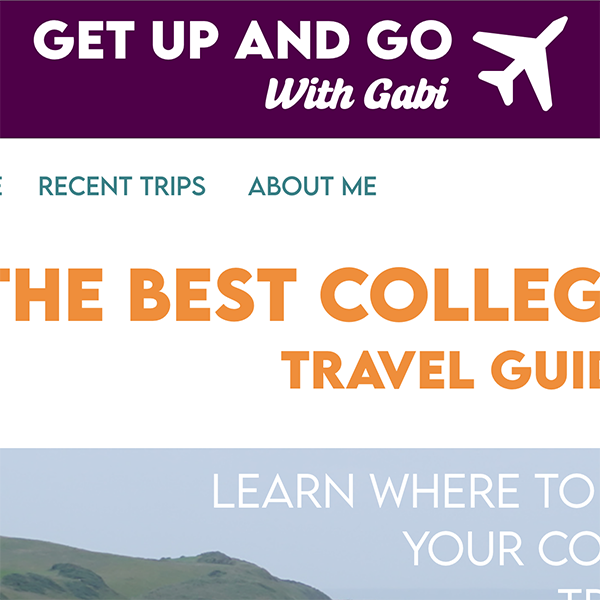 GET UP AND GO
With Gabi
RECENT TRIPS ABOUT ME
THE BEST COLLEG
TRAVEL GUID
LEARN WHERE TO
YOUR CO